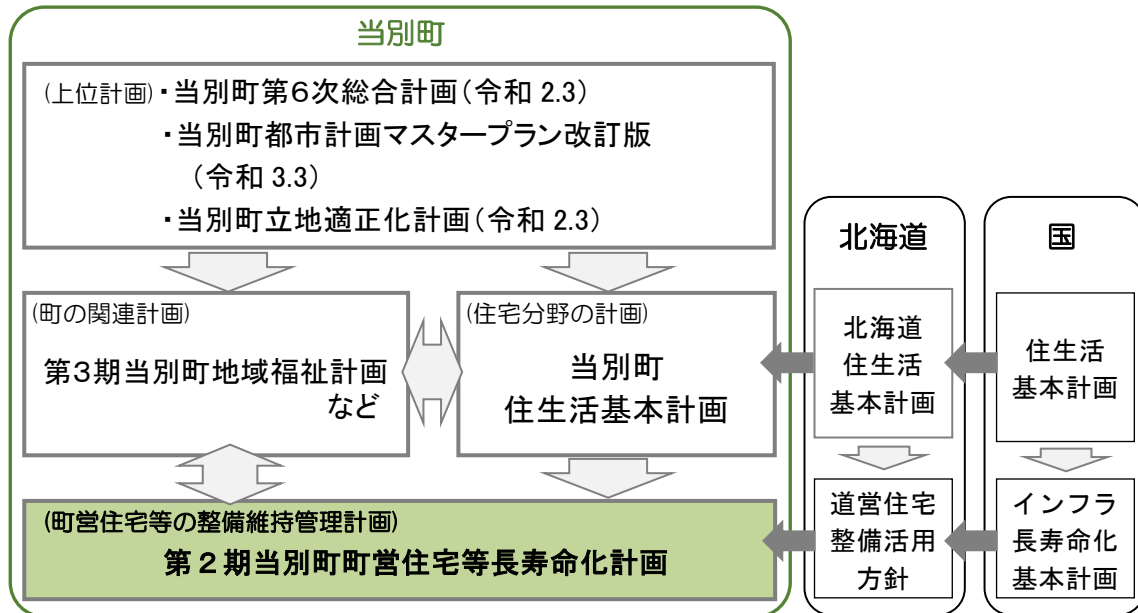 当別町
(上位計画)・当別町第６次総合計画(令和 2.3)
・当別町都市計画マスタープラン改訂版
(令和 3.3)
・当別町立地適正化計画(令和 2.3)
(町の関連計画)
第３期当別町地域福祉計画
など
(住宅分野の計画)
当別町
住生活基本計画
(町営住宅等の整備維持管理計画)
第２期当別町町営住宅等長寿命化計画
北海道
北海道
住生活
基本計画
道営住宅
整備活用
方針
国
住生活
基本計画
インフラ
長寿命化
基本計画